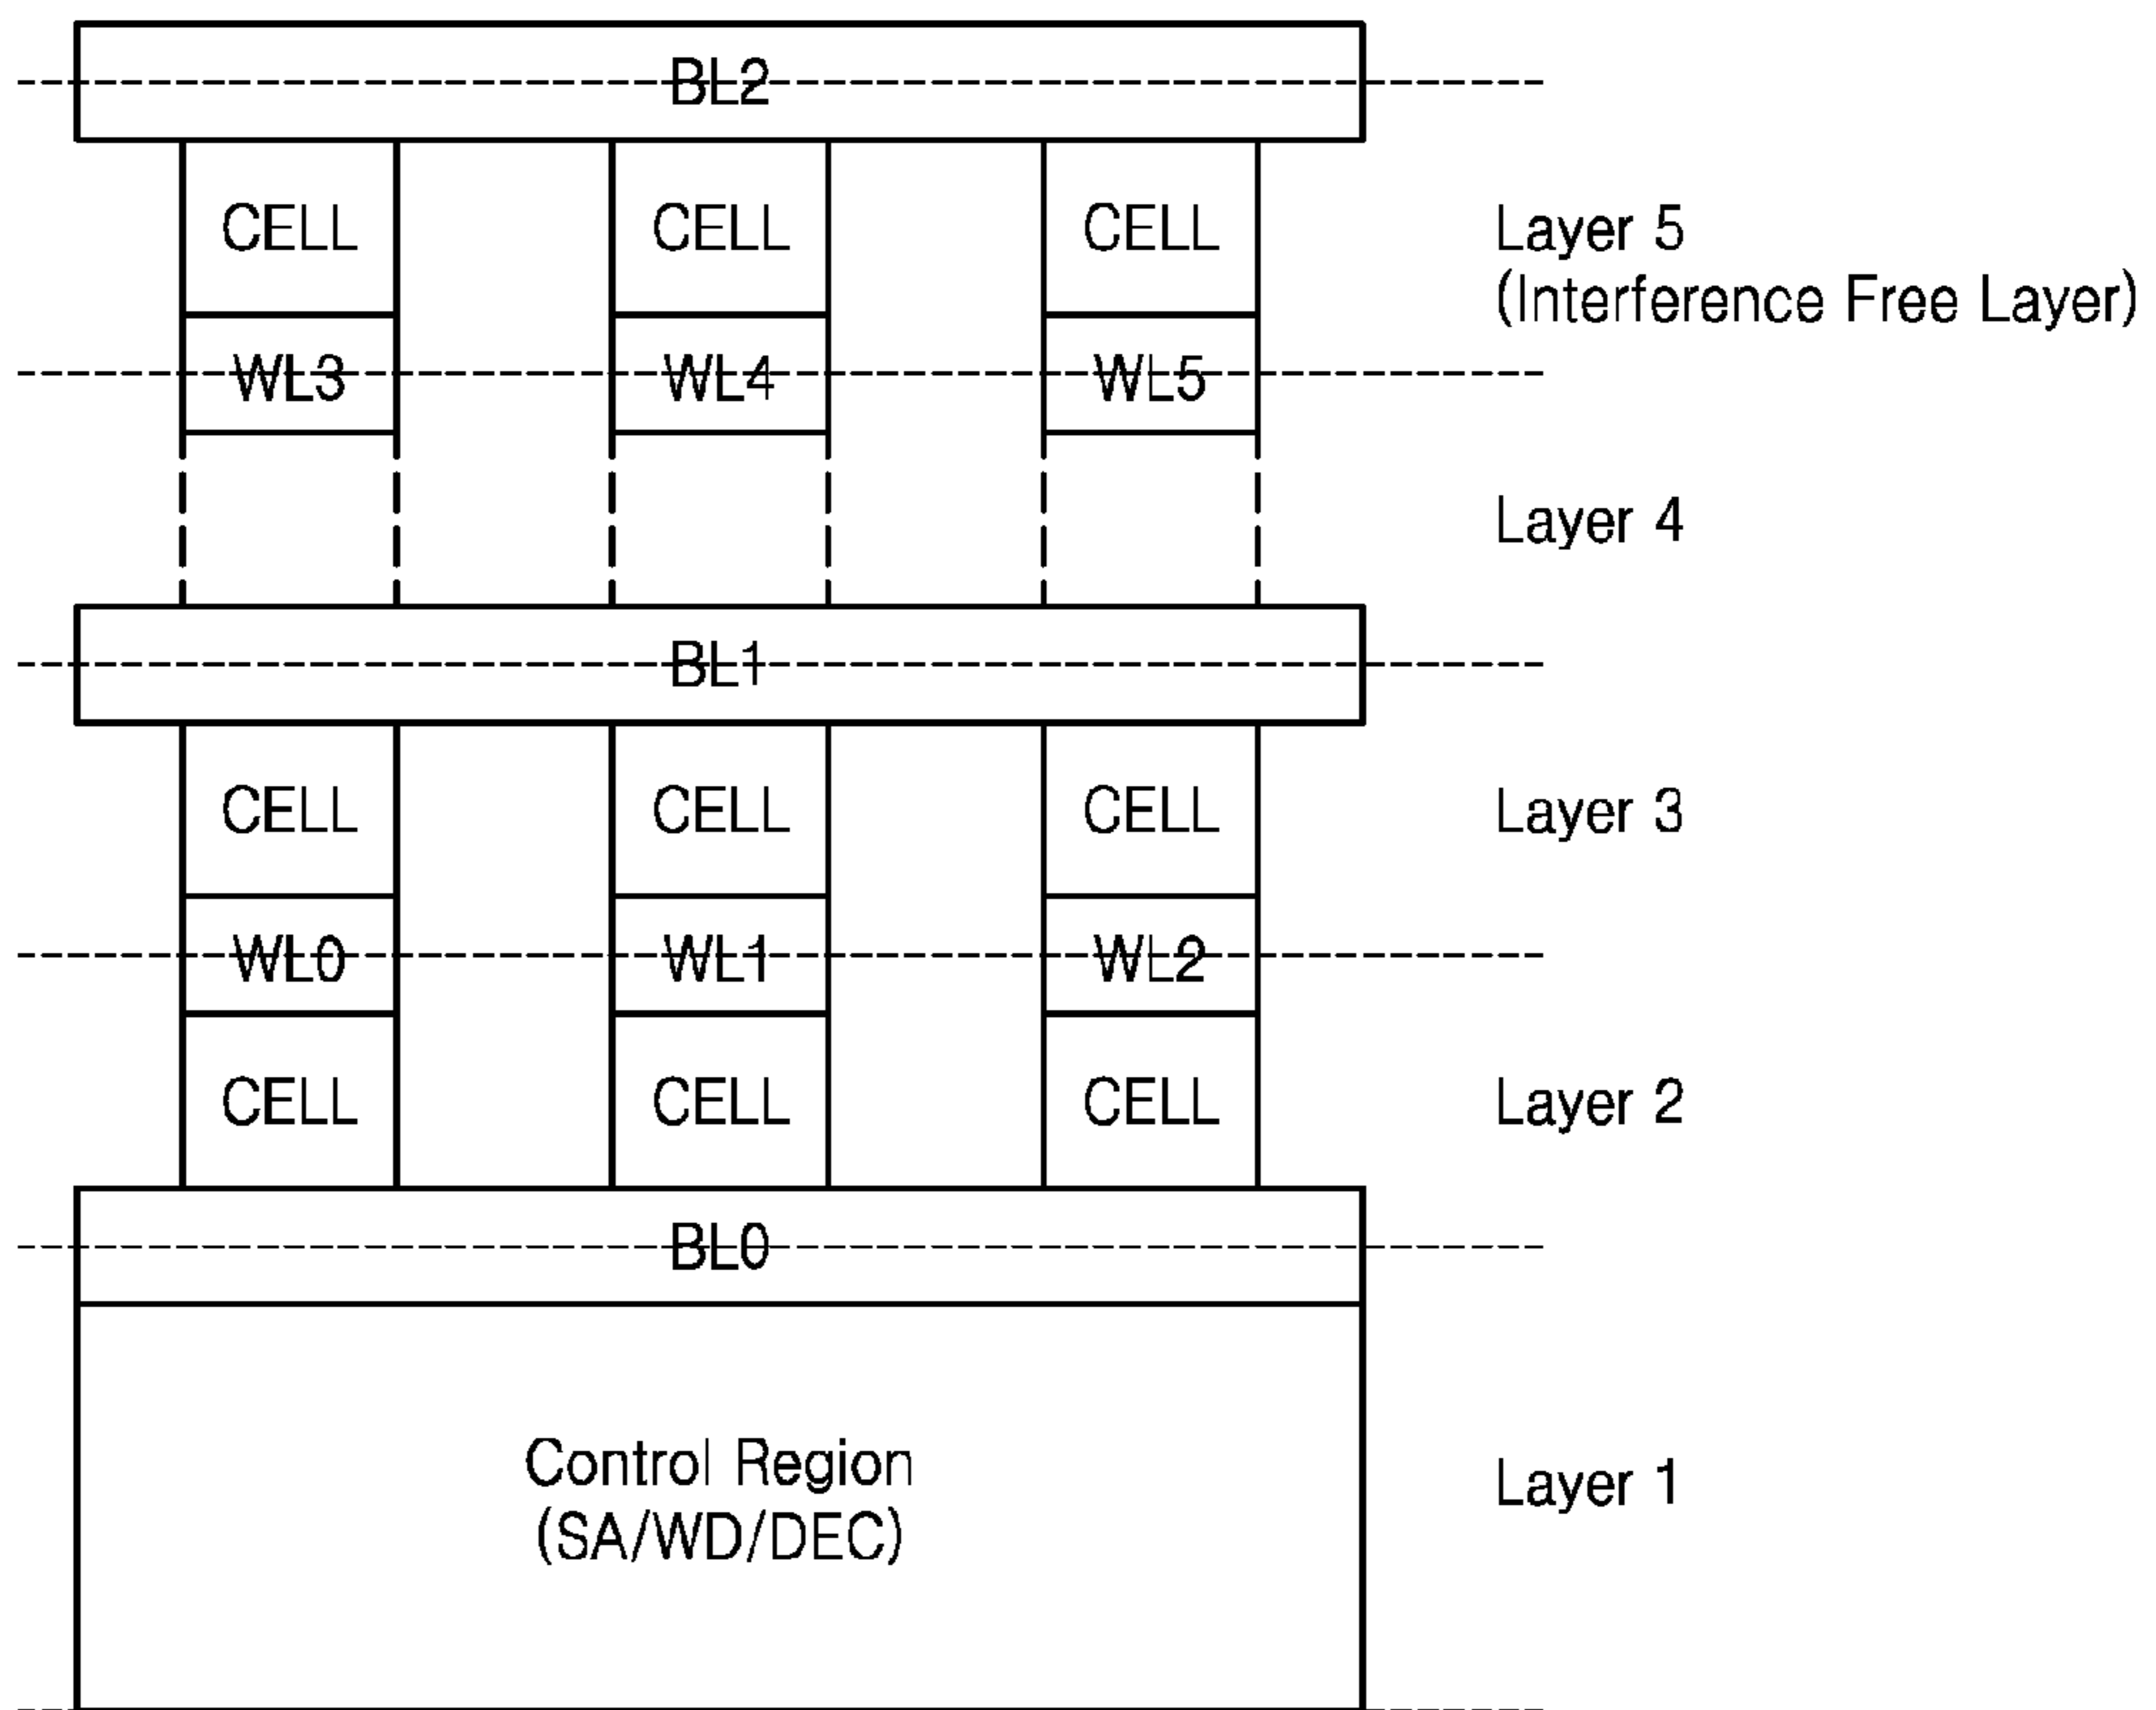 BL2
CELL CELL CELL Layer 5
(Interference Free Layer)
WL3 WL4 WL5
Layer 4
BL1
CELL CELL CELL Layer 3
WL0 WL1 WL2
CELL CELL CELL Layer 2
BL0
Control Region
(SA/WD/DEC)
Layer 1